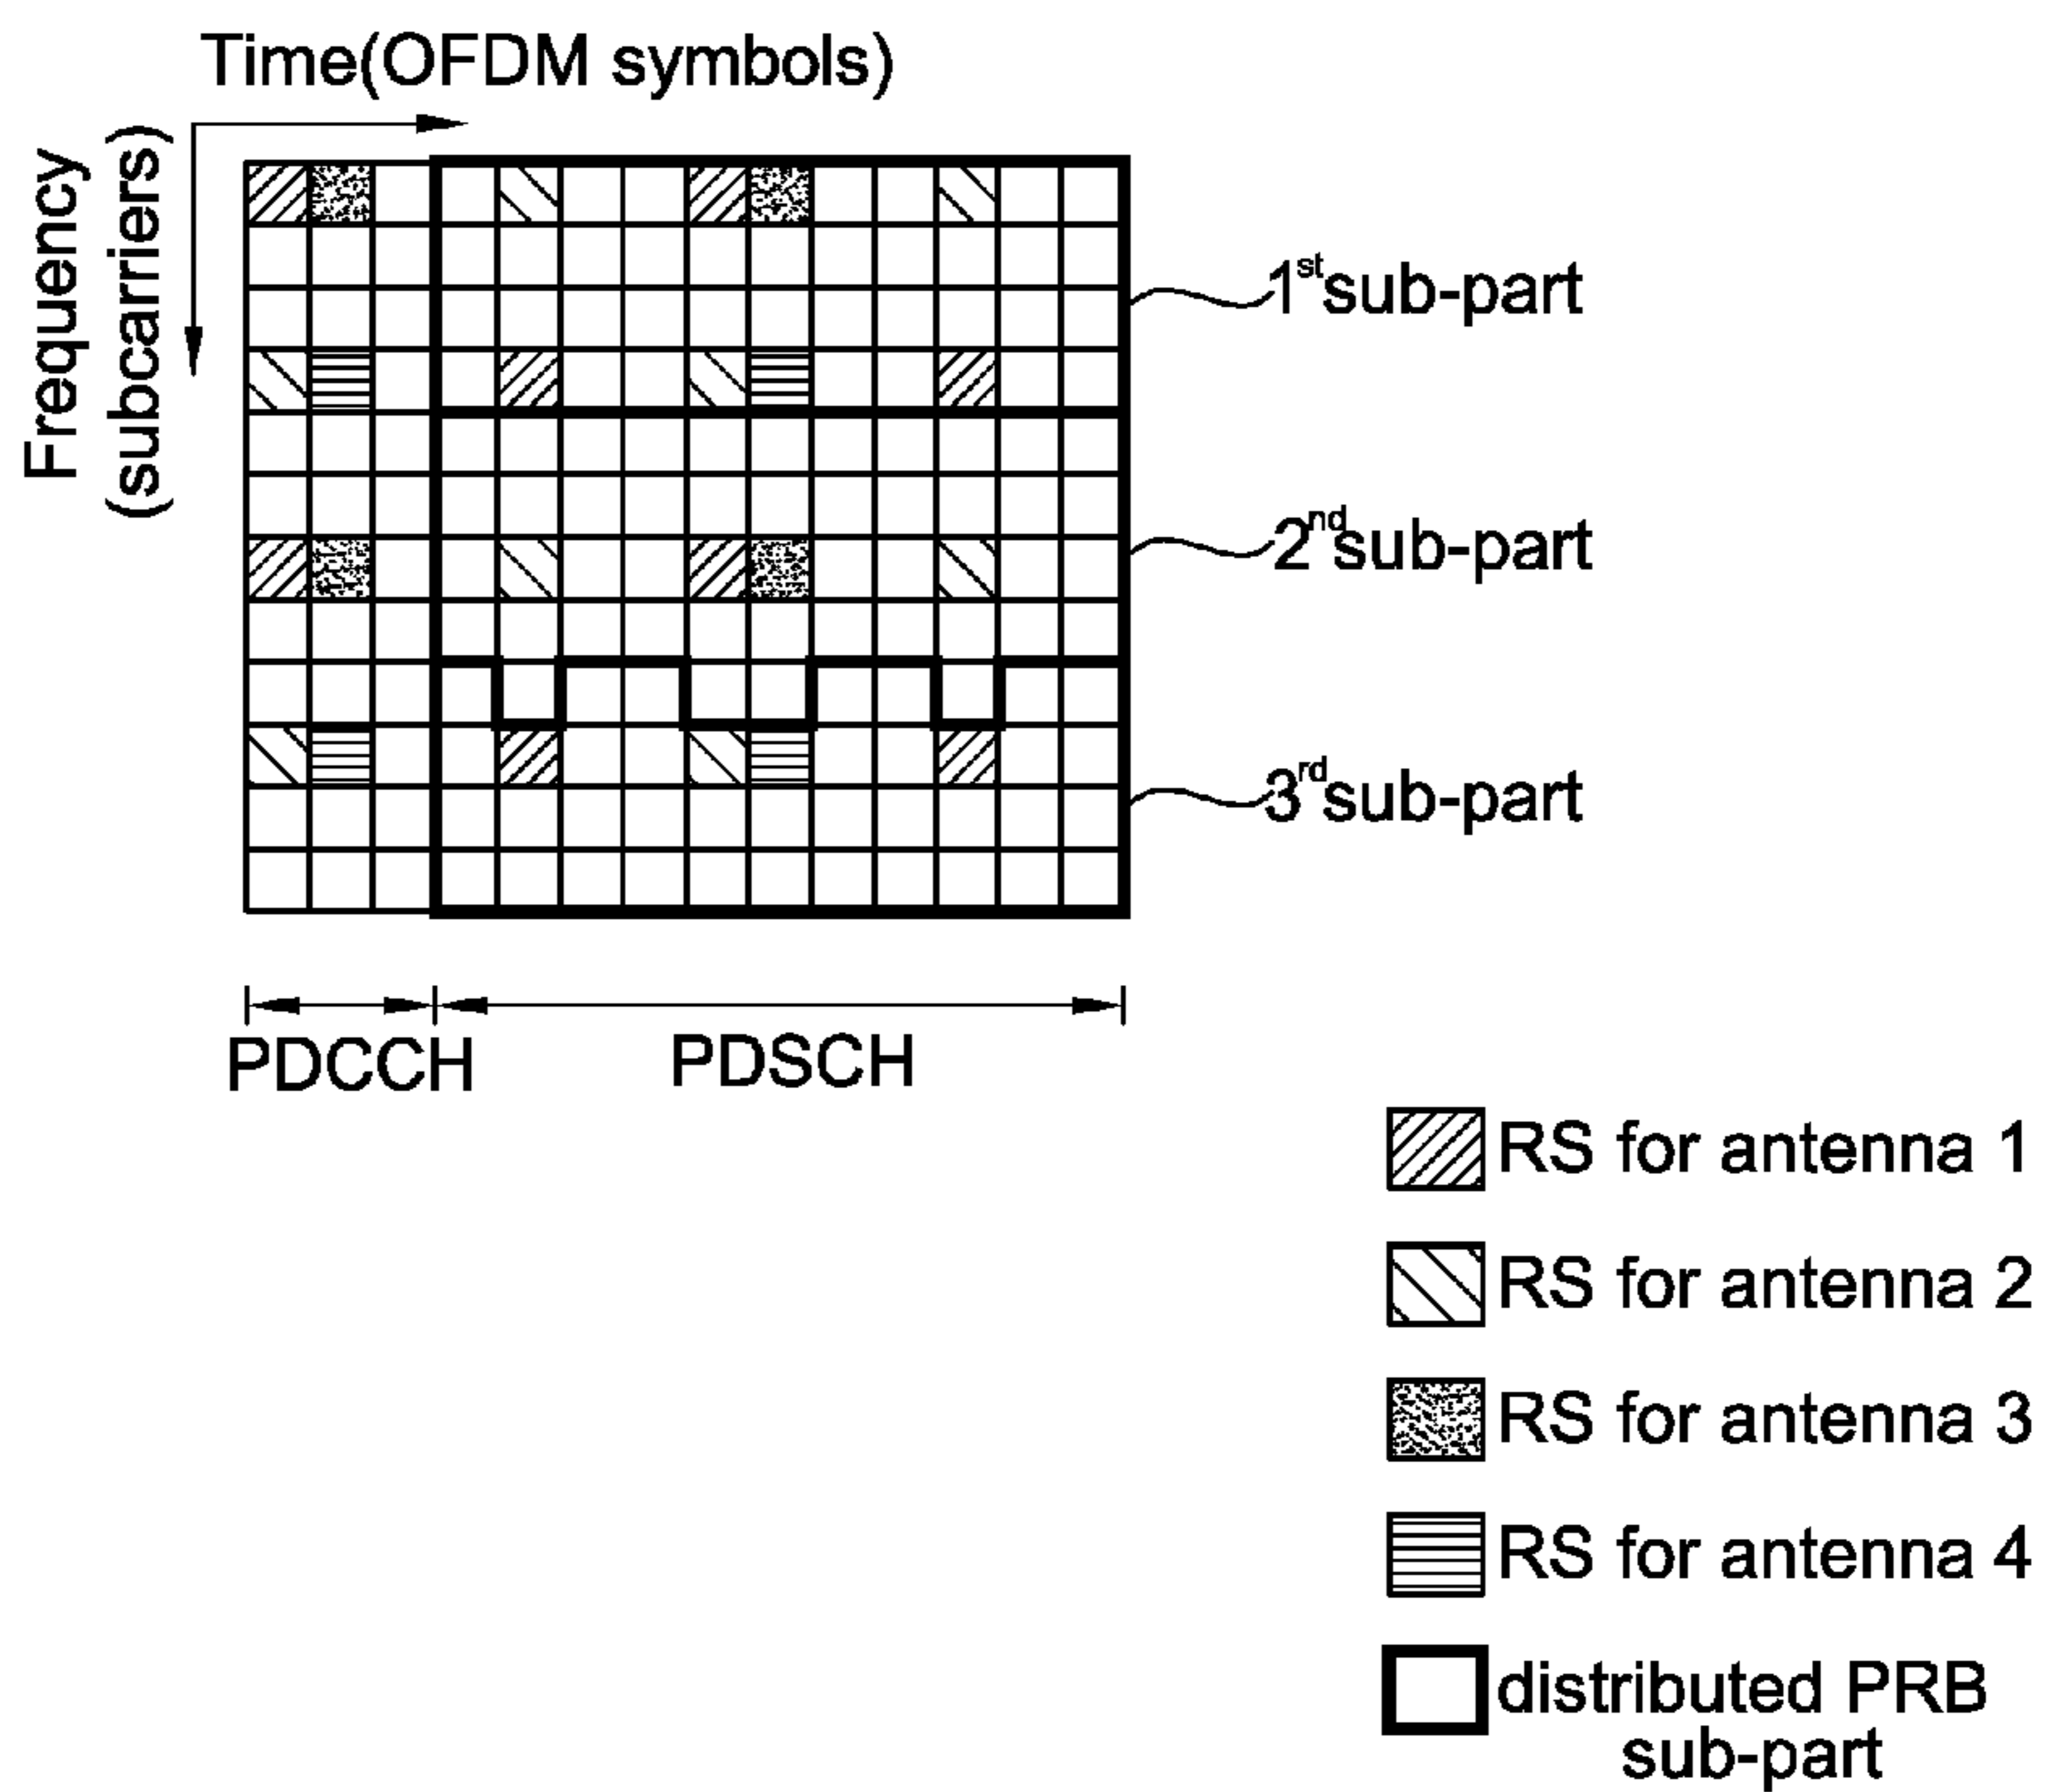 Time(OFDM symbols)
Frequency
(subcarriers)
1st sub-part
2nd sub-part
3rd sub-part
PDCCH
PDSCH
RS for antenna 1
RS for antenna 2
RS for antenna 3
RS for antenna 4
distributed PRB
sub-part